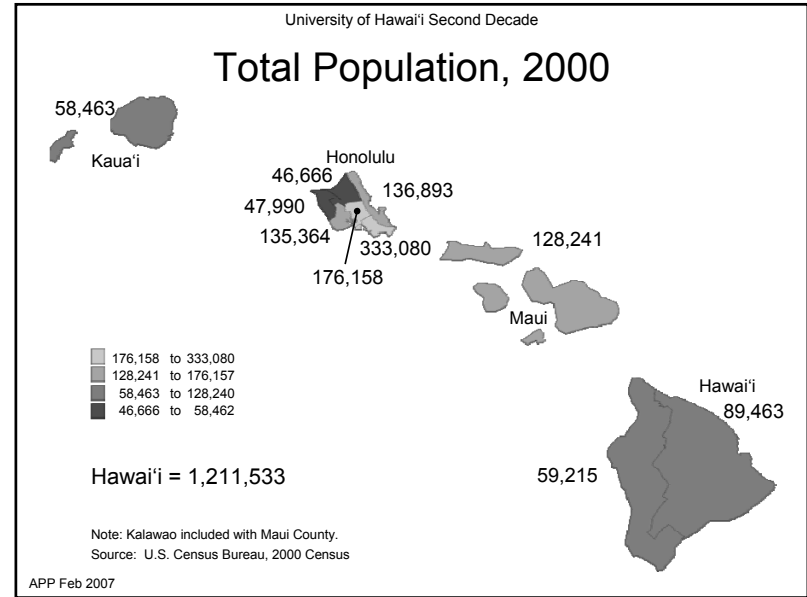 University of Hawai‘i Second Decade
Total Population, 2000
58,463
Kaua‘i
Honolulu
46,666
136,893
47,990
135,364
333,080
176,158
128,241
Maui
176,158 to 333,080
128,241 to 176,157
58,463 to 128,240
46,666 to 58,462
Hawai‘i
89,463
59,215
Hawai‘i = 1,211,533
Note: Kalawao included with Maui County.
Source: U.S. Census Bureau, 2000 Census
APP Feb 2007